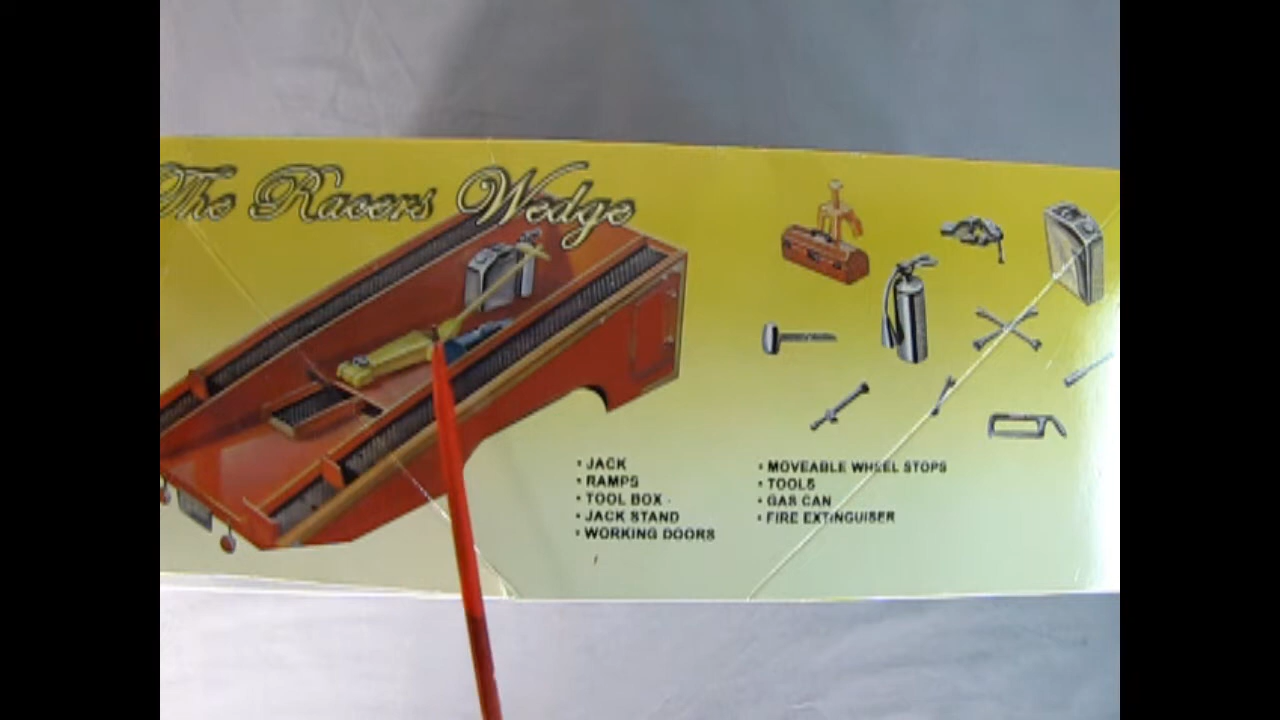 The Racers Wedge
• JACK
• RAMPS
• TOOL BOX
• JACK STAND
• WORKING DOORS
• MOVEABLE WHEEL STOPS
• TOOLS
• GAS CAN
• FIRE EXTINGUISER